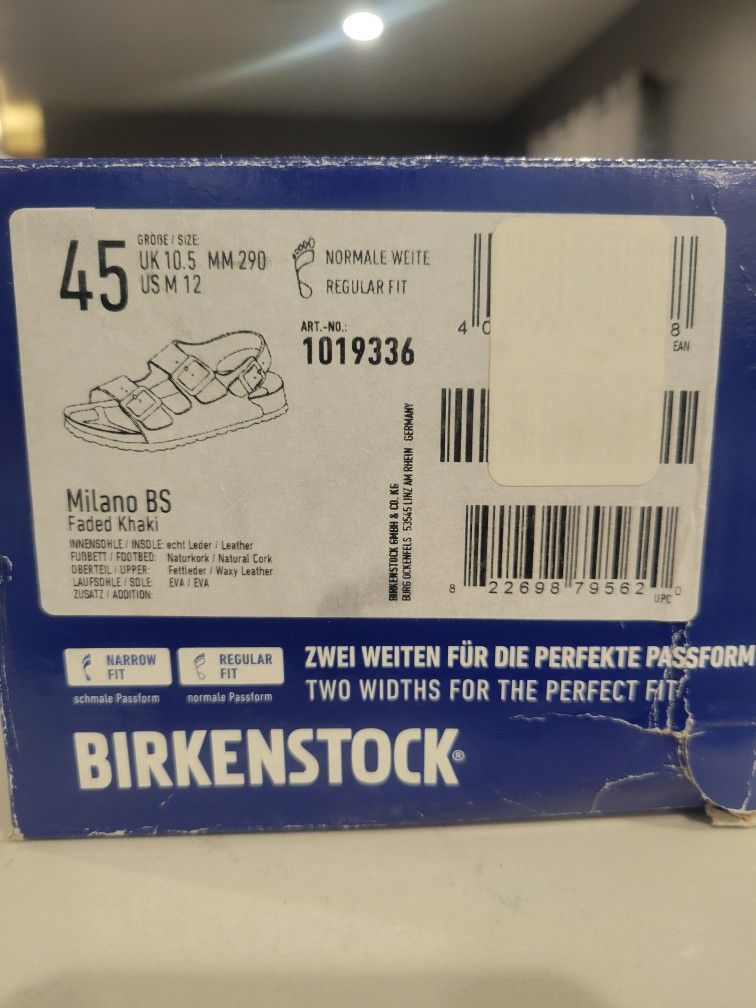 45
GRÖßE / SIZE:
UK 10.5 MM 290
US M 12
NORMALE WEITE
REGULAR FIT
ART.-NO.:
1019336
4 0
8
EAN
Milano BS
Faded Khaki
INNENSOHLE / INSOLE: echt Leder / Leather
FUßBETT / FOOTBED: Naturkork / Natural Cork
OBERTEIL / UPPER: Fettleder / Waxy Leather
LAUFSOHLE / SOLE: EVA / EVA
ZUSATZ / ADDITION:
BIRKENSTOCK GMBH & CO. KG
BURG OCKENFELS 53545 LINZ AM RHEIN GERMANY
8 22698 79562 0
UPC
NARROW FIT
schmale Passform
REGULAR FIT
normale Passform
ZWEI WEITEN FÜR DIE PERFEKTE PASSFORM
TWO WIDTHS FOR THE PERFECT FIT
BIRKENSTOCK®